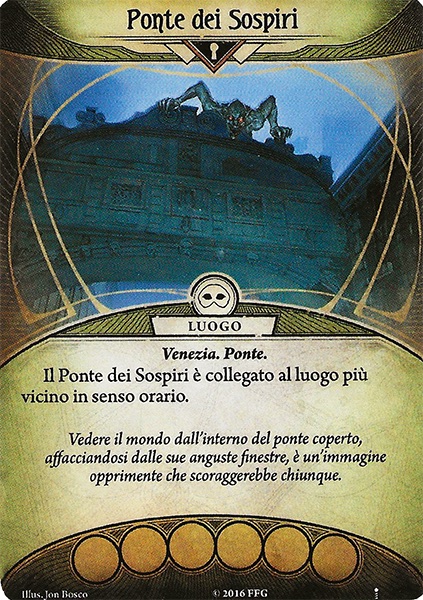 Ponte dei Sospiri
LUOGO
Venezia. Ponte.
Il Ponte dei Sospiri è collegato al luogo più
vicino in senso orario.
Vedere il mondo dall'interno del ponte coperto,
affacciandosi dalle sue anguste finestre, è un'immagine
opprimente che scoraggerebbe chiunque.
Illus. Jon Bosco
© 2016 FFG